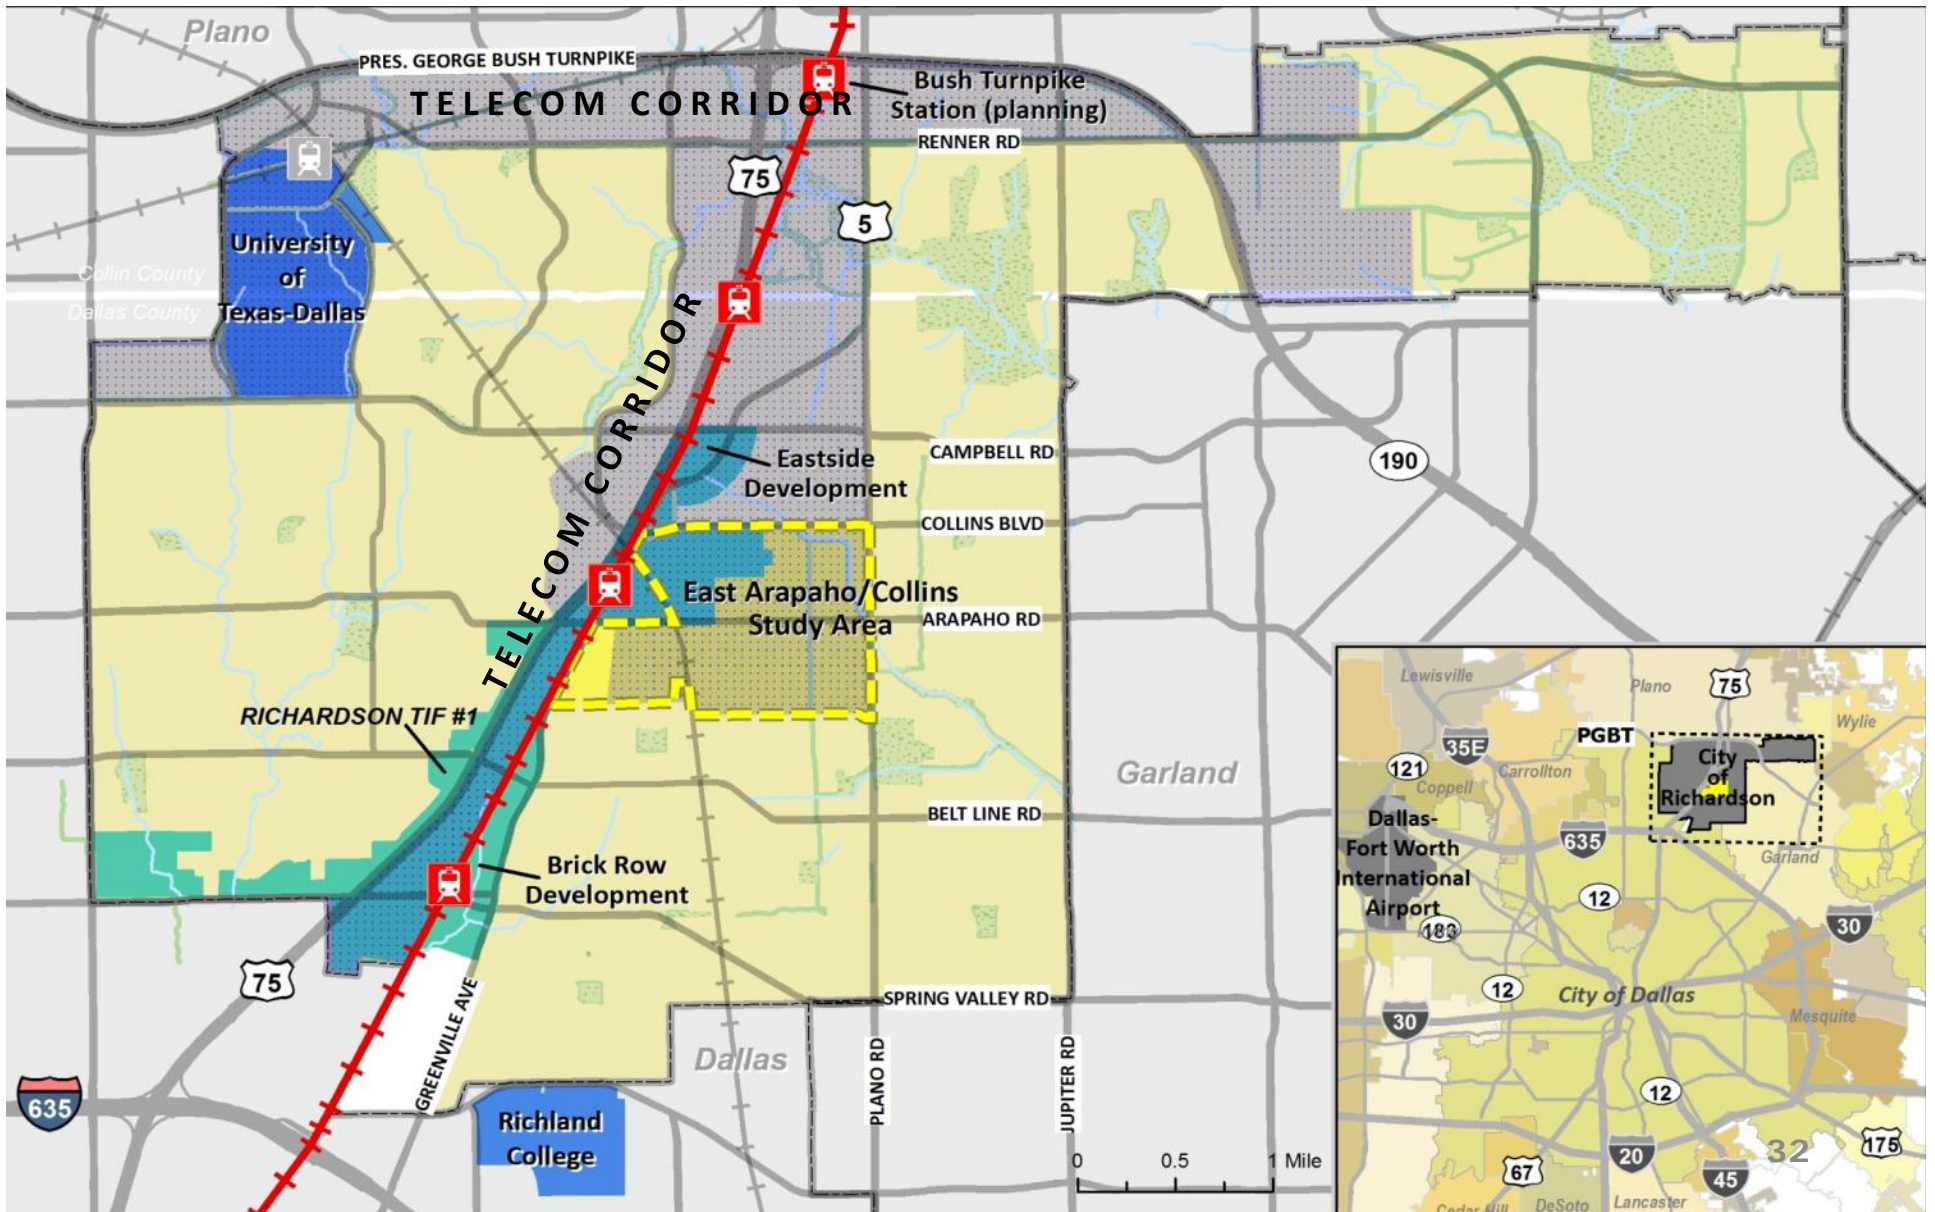 Plano
PRES. GEORGE BUSH TURNPIKE
TELECOM CORRIDOR
Bush Turnpike
Station (planning)
RENNER RD
75
5
University
of
Texas-Dallas
Collin County
Dallas County
TELECOM CORRIDOR
CAMPBELL RD
190
Eastside
Development
COLLINS BLVD
East Arapaho/Collins
Study Area
ARAPAHO RD
RICHARDSON TIF #1
Garland
BELT LINE RD
Brick Row
Development
75
SPRING VALLEY RD
GREENVILLE AVE
Dallas
PLANO RD
JUPITER RD
635
Richland
College
0 0.5 1 Mile
Lewisville
Plano
75
Wylie
PGBT
35E
City
of
Richardson
121
Carrollton
Coppell
Dallas-
Fort Worth
International
Airport
635
Garland
12
183
30
12
City of Dallas
30
Mesquite
12
32
175
20
67
45
Cedar Hill
DeSoto
Lancaster